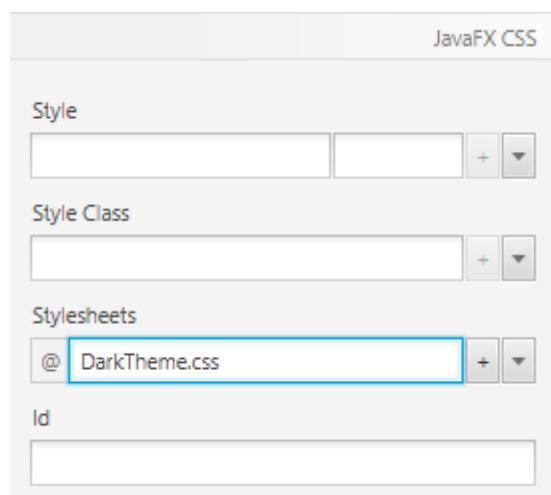 JavaFX CSS
Style
+
Style Class
+
Stylesheets
@ DarkTheme.css +
Id